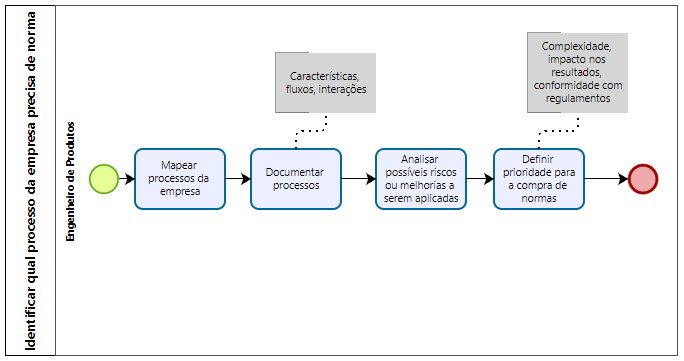 Identificar qual processo da empresa precisa de norma
Engenheiro de Produtos
Características,
fluxos, interações
Complexidade,
impacto nos
resultados,
conformidade com
regulamentos
Mapear
processos da
empresa
Documentar
processos
Analisar
possíveis riscos
ou melhorias a
serem aplicadas
Definir
prioridade para
a compra de
normas